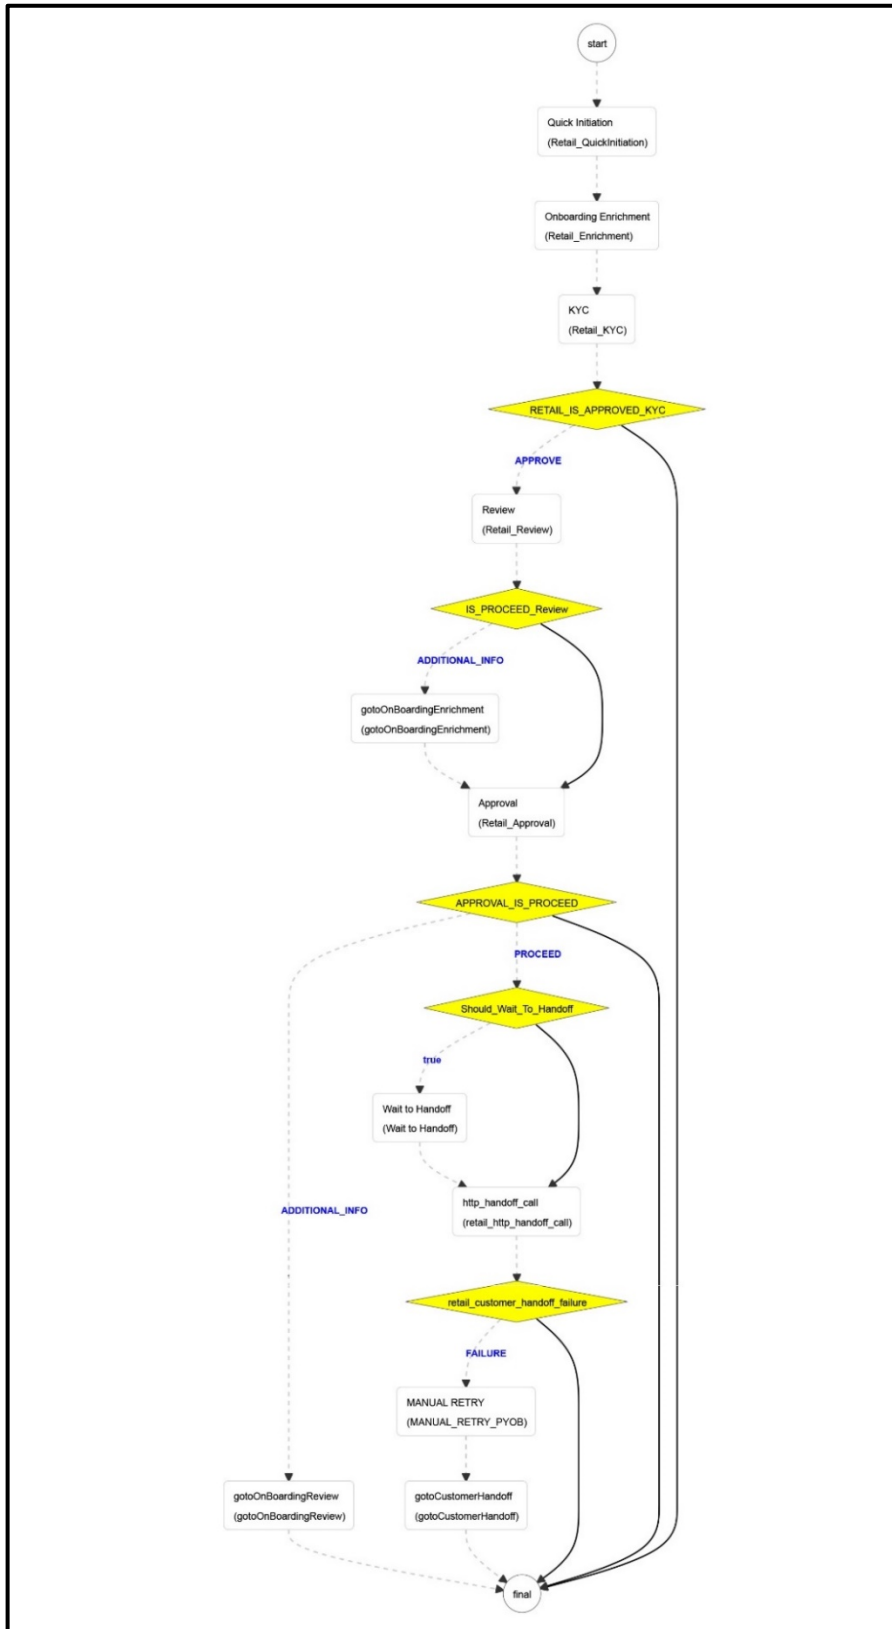 start
Quick Initiation
(Retail_QuickInitiation)
Onboarding Enrichment
(Retail_Enrichment)
KYC
(Retail_KYC)
RETAIL_IS_APPROVED_KYC
APPROVE
Review
(Retail_Review)
IS_PROCEED_Review
ADDITIONAL_INFO
gotoOnBoardingEnrichment
(gotoOnBoardingEnrichment)
Approval
(Retail_Approval)
APPROVAL_IS_PROCEED
PROCEED
Should_Wait_To_Handoff
true
Wait to Handoff
(Wait to Handoff)
http_handoff_call
(retail_http_handoff_call)
ADDITIONAL_INFO
retail_customer_handoff_failure
FAILURE
MANUAL RETRY
(MANUAL_RETRY_PYOB)
gotoOnBoardingReview
(gotoOnBoardingReview)
gotoCustomerHandoff
(gotoCustomerHandoff)
final